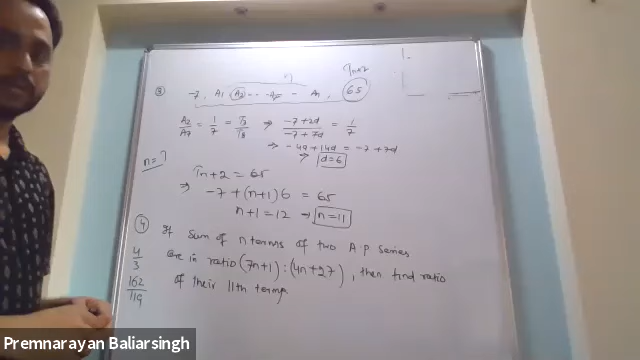 n
T n+2
③ -7, A1 A2 -- - - An, 65
A2/A7 = 1/7 = T3/T8 ⇒ -7+2d/-7+7d = 1/7
⇒ -49+14d = -7+7d
⇒ d=6
n=?
Tn+2 = 65
⇒ -7+(n+1)6 = 65
n+1=12 → n=11
④ If Sum of n terms of two A.P series
are in ratio (7n+1):(4n+27), then find ratio
of their 11th terms
4/3
162/119
Premnarayan Baliarsingh